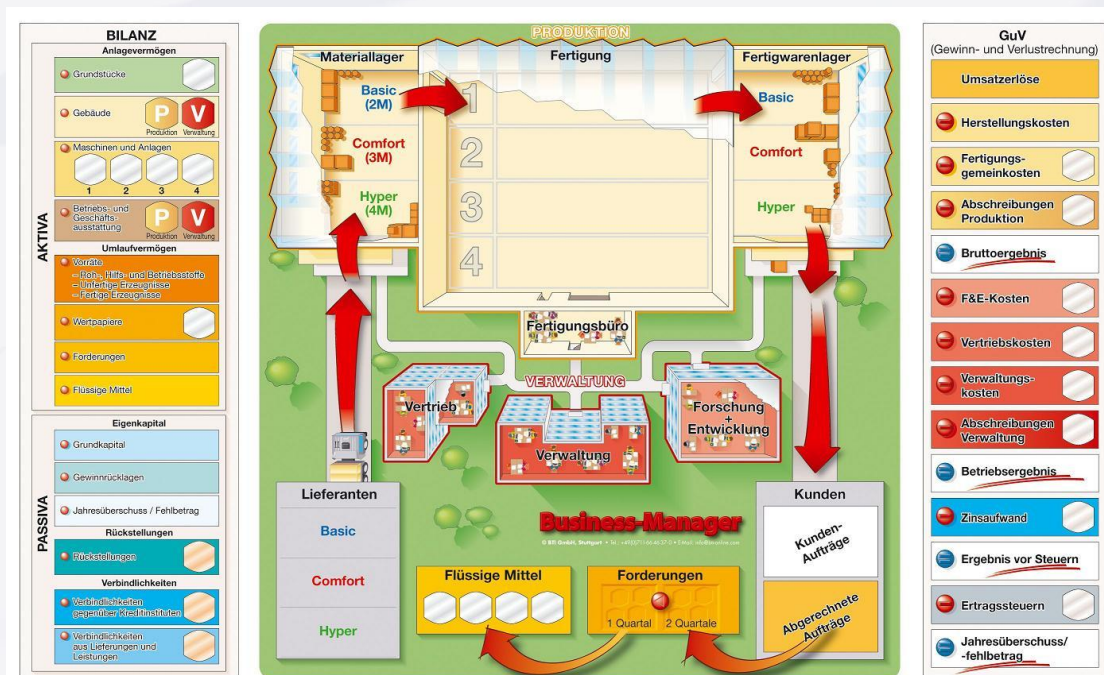 BILANZ
Anlagevermögen
Grundstücke
Gebäude
P
V
Produktion
Verwaltung
Maschinen und Anlagen
1
2
3
4
Betriebs- und
Geschäfts-
ausstattung
P
V
Produktion
Verwaltung
AKTIVA
Umlaufvermögen
Vorräte
– Roh-, Hilfs- und Betriebsstoffe
– Unfertige Erzeugnisse
– Fertige Erzeugnisse
Wertpapiere
Forderungen
Flüssige Mittel
Eigenkapital
Grundkapital
Gewinnrücklagen
Jahresüberschuss / Fehlbetrag
PASSIVA
Rückstellungen
Rückstellungen
Verbindlichkeiten
Verbindlichkeiten
gegenüber Kreditinstituten
Verbindlichkeiten
aus Lieferungen und
Leistungen
PRODUKTION
Materiallager
Fertigung
Fertigwarenlager
Basic
(2M)
Comfort
(3M)
Hyper
(4M)
1
2
3
4
Basic
Comfort
Hyper
Fertigungsbüro
VERWALTUNG
Vertrieb
Verwaltung
Forschung
+
Entwicklung
Lieferanten
Basic
Comfort
Hyper
Business-Manager
Kunden
Kunden-
Aufträge
Abgerechnete
Aufträge
Flüssige Mittel
Forderungen
1 Quartal
2 Quartale
GuV
(Gewinn- und Verlustrechnung)
Umsatzerlöse
Herstellungskosten
Fertigungs-
gemeinkosten
Abschreibungen
Produktion
Bruttoergebnis
F&E-Kosten
Vertriebskosten
Verwaltungs-
kosten
Abschreibungen
Verwaltung
Betriebsergebnis
Zinsaufwand
Ergebnis vor Steuern
Ertragssteuern
Jahresüberschuss/
-fehlbetrag